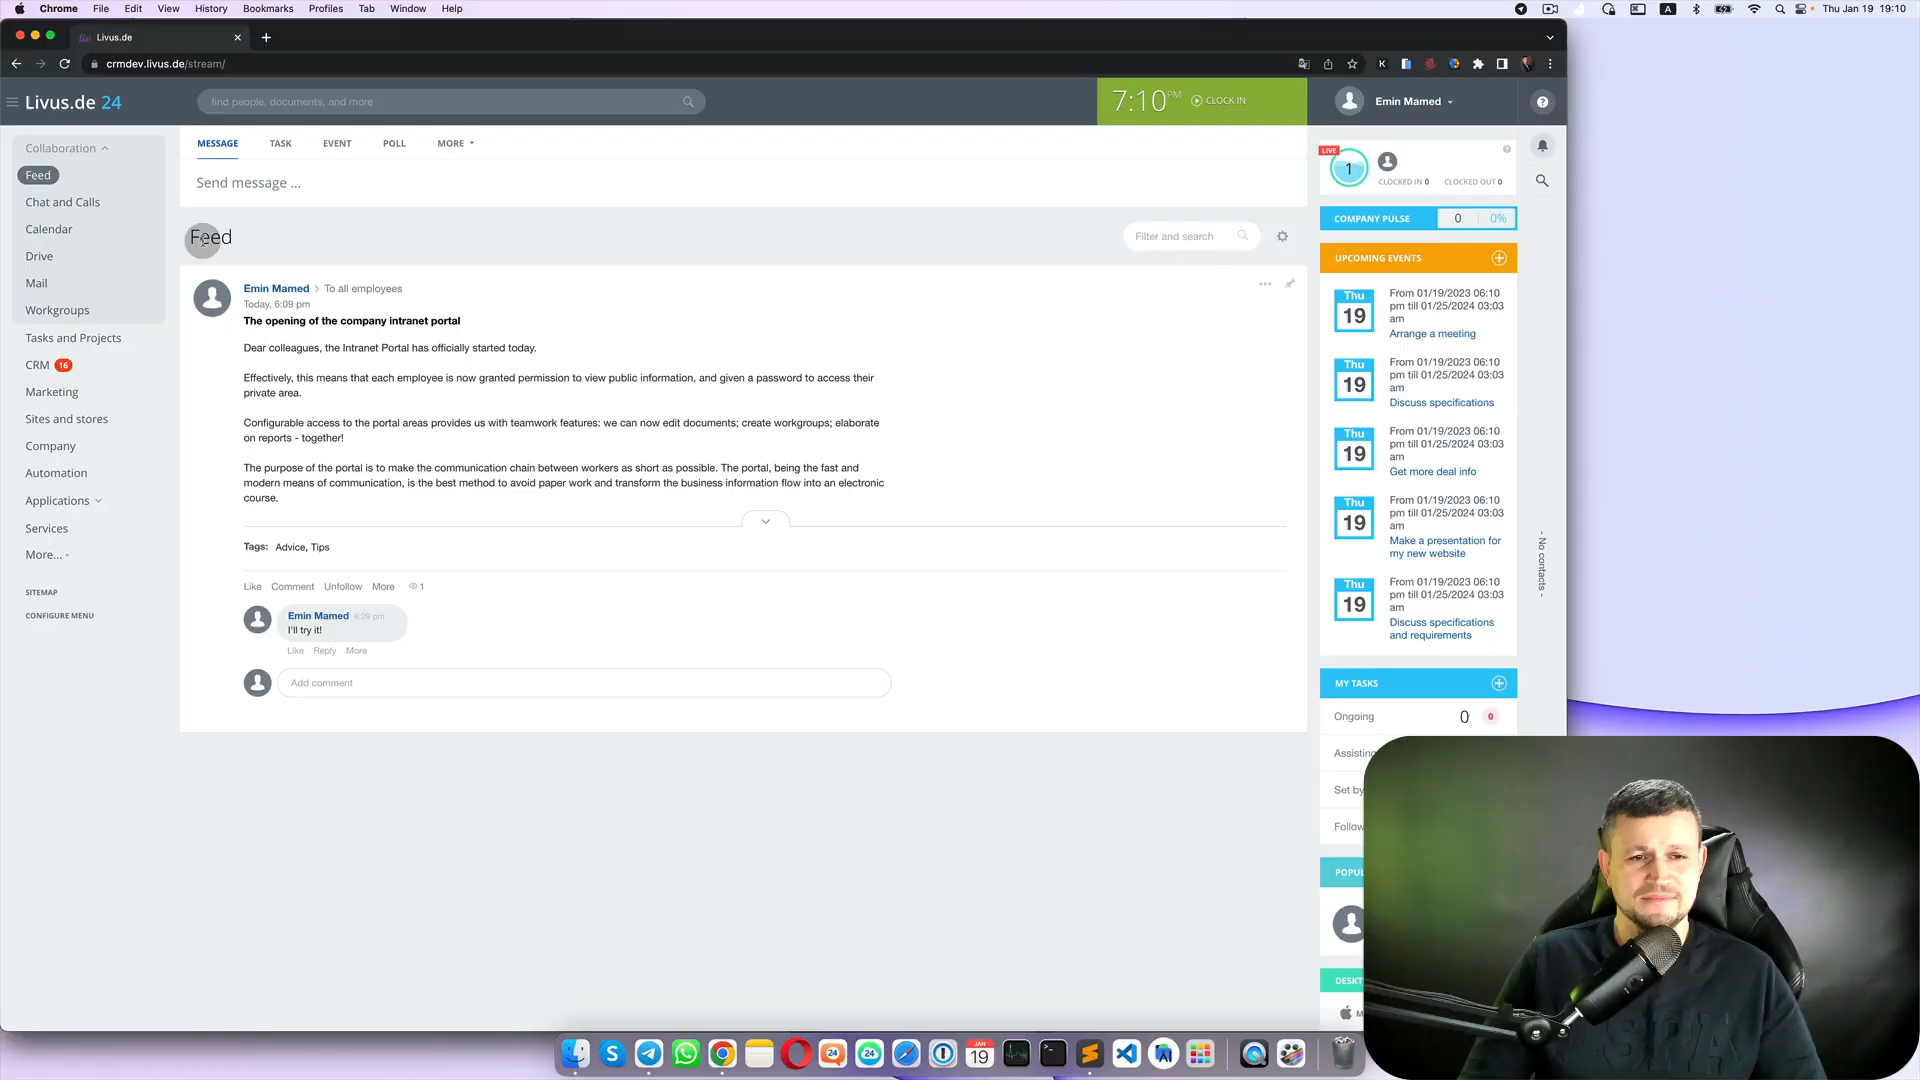 Chrome File Edit View History Bookmarks Profiles Tab Window Help
A
Thu Jan 19 19:10
Livus.de
crmdev.livus.de/stream/
K
Livus.de 24
find people, documents, and more
7:10 PM
CLOCK IN
Emin Mamed
?
Collaboration
Feed
Chat and Calls
Calendar
Drive
Mail
Workgroups
Tasks and Projects
CRM 16
Marketing
Sites and stores
Company
Automation
Applications
Services
More...
SITEMAP
CONFIGURE MENU
MESSAGE TASK EVENT POLL MORE
Send message ...
Feed
Filter and search
Emin Mamed > To all employees
Today, 6:09 pm
The opening of the company intranet portal
Dear colleagues, the Intranet Portal has officially started today.
Effectively, this means that each employee is now granted permission to view public information, and given a password to access their
private area.
Configurable access to the portal areas provides us with teamwork features: we can now edit documents; create workgroups; elaborate
on reports - together!
The purpose of the portal is to make the communication chain between workers as short as possible. The portal, being the fast and
modern means of communication, is the best method to avoid paper work and transform the business information flow into an electronic
course.
Tags: Advice, Tips
Like Comment Unfollow More 1
Emin Mamed 6:09 pm
I'll try it!
Like Reply More
Add comment
LIVE
1
CLOCKED IN 0 CLOCKED OUT 0
COMPANY PULSE 0 0%
UPCOMING EVENTS
Thu
19
From 01/19/2023 06:10
pm till 01/25/2023 03:03
am
Arrange a meeting
Thu
19
From 01/19/2023 06:10
pm till 01/25/2024 03:03
am
Discuss specifications
Thu
19
From 01/19/2023 06:10
pm till 01/25/2024 03:03
am
Get more deal info
Thu
19
From 01/19/2023 06:10
pm till 01/25/2024 03:03
am
Make a presentation for
my new website
Thu
19
From 01/19/2023 06:10
pm till 01/25/2024 03:03
am
Discuss specifications
and requirements
- No contacts -
MY TASKS
Ongoing 0 0
Assisting
Set by
Follow
POPUL
DESKT
M
24
24
JAN
19